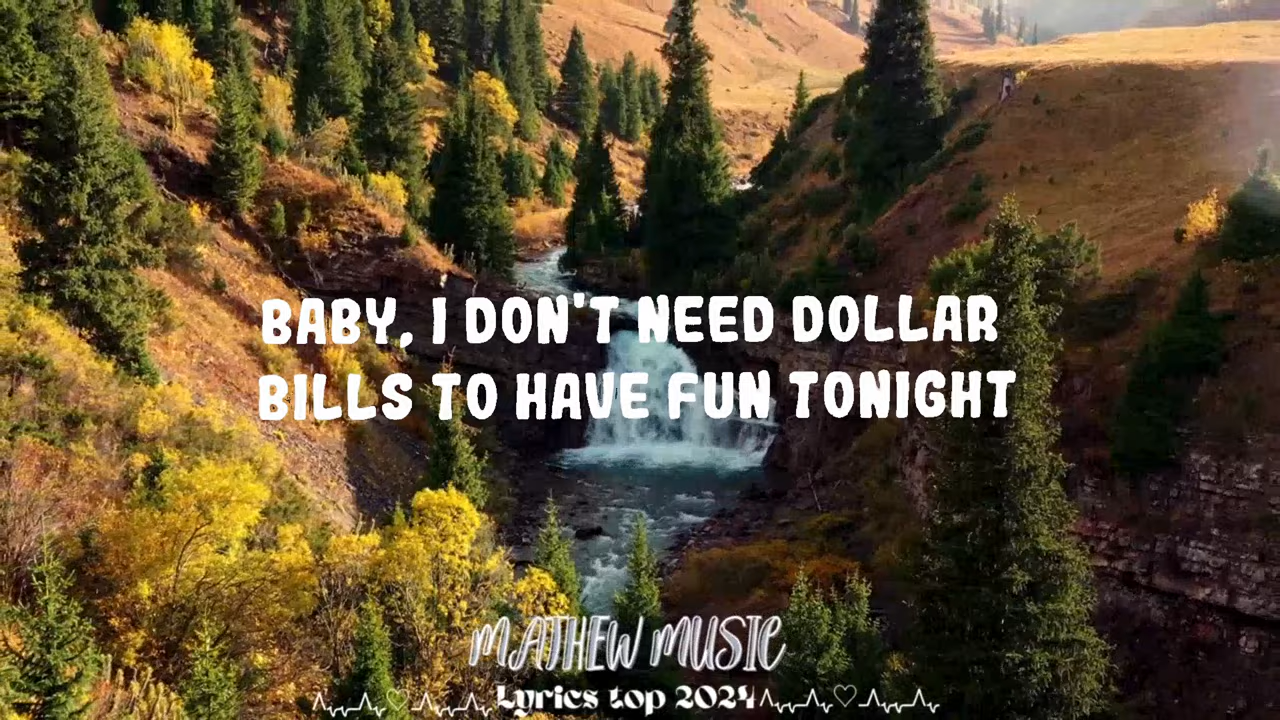 BABY, I DON'T NEED DOLLAR
BILLS TO HAVE FUN TONIGHT
MATHEW MUSIC
Lyrics top 2024